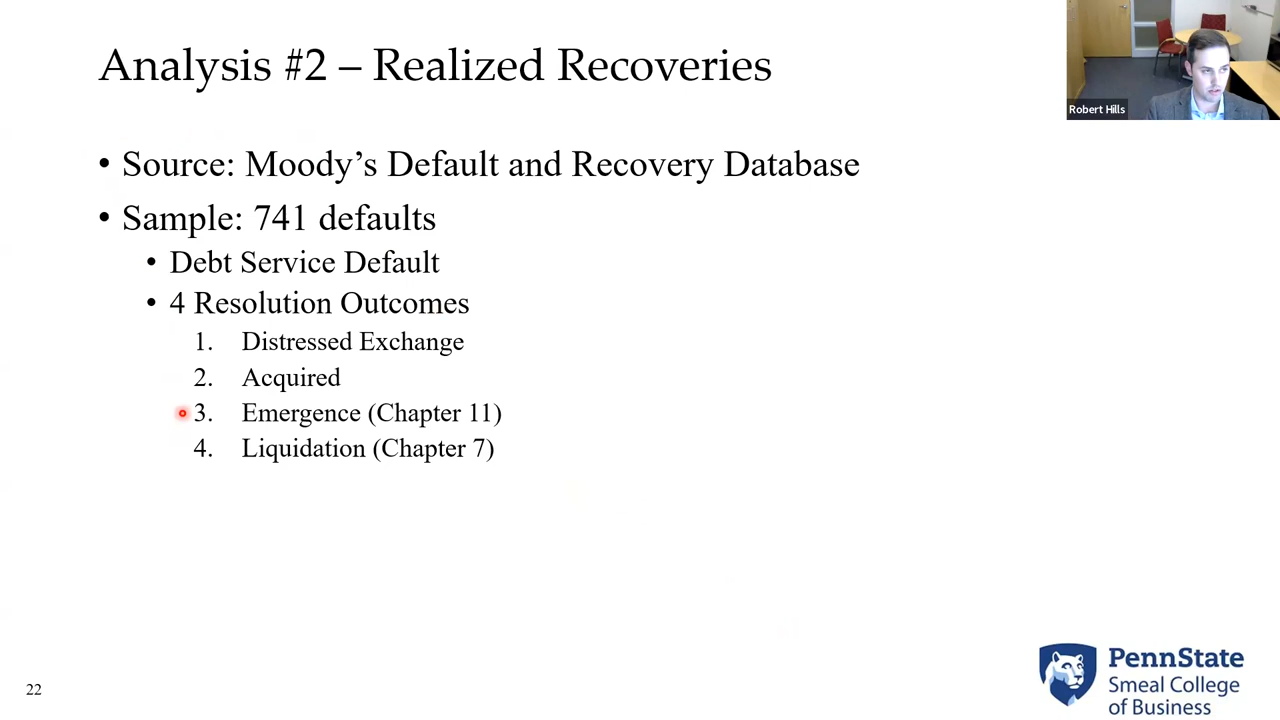 Analysis #2 – Realized Recoveries
Robert Hills
• Source: Moody’s Default and Recovery Database
• Sample: 741 defaults
• Debt Service Default
• 4 Resolution Outcomes
1. Distressed Exchange
2. Acquired
3. Emergence (Chapter 11)
4. Liquidation (Chapter 7)
22
PennState
Smeal College
of Business